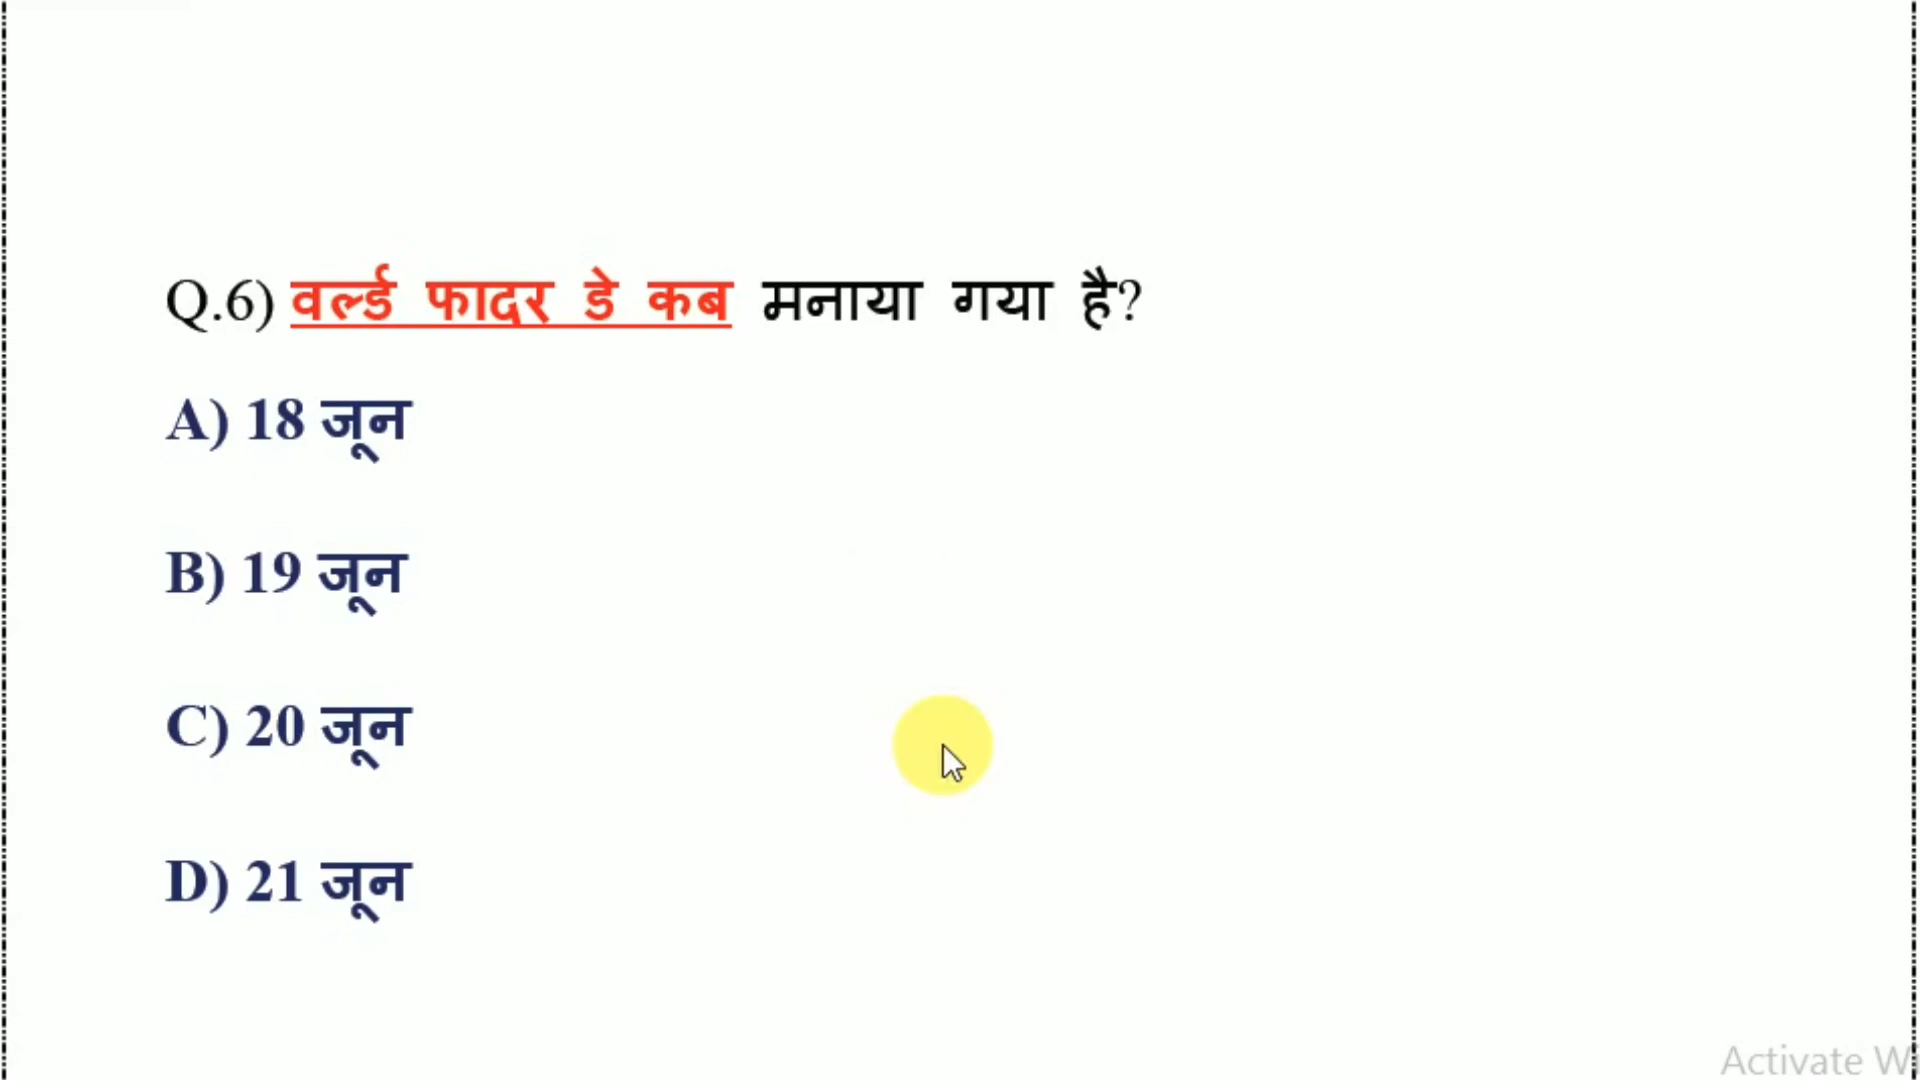 Q.6) वर्ल्ड फादर डे कब मनाया गया है?
A) 18 जून
B) 19 जून
C) 20 जून
D) 21 जून
Activate W